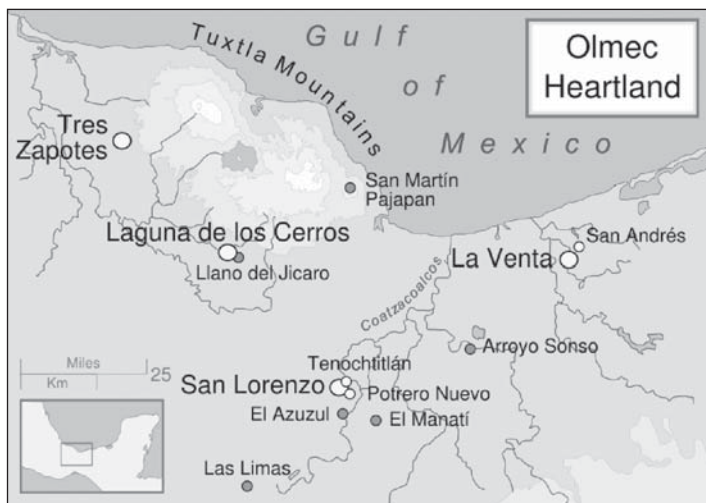 Gulf
of
Mexico
Olmec
Heartland
Tuxtla Mountains
Tres
Zapotes
San Martín
Pajapan
Laguna de los Cerros
Llano del Jicaro
San Andrés
La Venta
Coatzacoalcos
Arroyo Sonso
Miles
Km
25
Tenochtitlán
San Lorenzo
Potrero Nuevo
El Azuzul
El Manatí
Las Limas